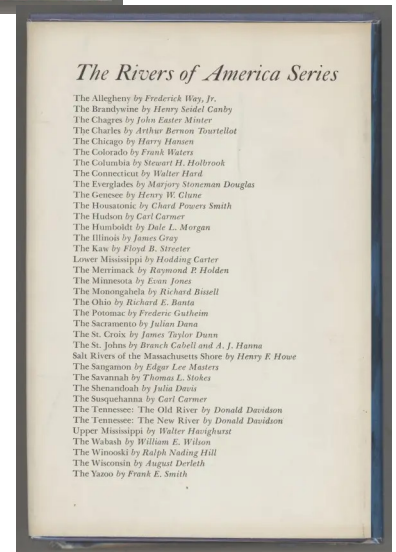 The Rivers of America Series
The Allegheny by Frederick Way, Jr.
The Brandywine by Henry Seidel Canby
The Chagres by John Easter Minter
The Charles by Arthur Bernon Tourtellot
The Chicago by Harry Hansen
The Colorado by Frank Waters
The Columbia by Stewart H. Holbrook
The Connecticut by Walter Hard
The Everglades by Marjory Stoneman Douglas
The Genesee by Henry W. Clune
The Housatonic by Chard Powers Smith
The Hudson by Carl Carmer
The Humboldt by Dale L. Morgan
The Illinois by James Gray
The Kaw by Floyd B. Streeter
Lower Mississippi by Hodding Carter
The Merrimack by Raymond P. Holden
The Minnesota by Evan Jones
The Monongahela by Richard Bissell
The Ohio by Richard E. Banta
The Potomac by Frederic Gutheim
The Sacramento by Julian Dana
The St. Croix by James Taylor Dunn
The St. Johns by Branch Cabell and A. J. Hanna
Salt Rivers of the Massachusetts Shore by Henry F. Howe
The Sangamon by Edgar Lee Masters
The Savannah by Thomas L. Stokes
The Shenandoah by Julia Davis
The Susquehanna by Carl Carmer
The Tennessee: The Old River by Donald Davidson
The Tennessee: The New River by Donald Davidson
Upper Mississippi by Walter Havighurst
The Wabash by William E. Wilson
The Winooski by Ralph Nading Hill
The Wisconsin by August Derleth
The Yazoo by Frank E. Smith